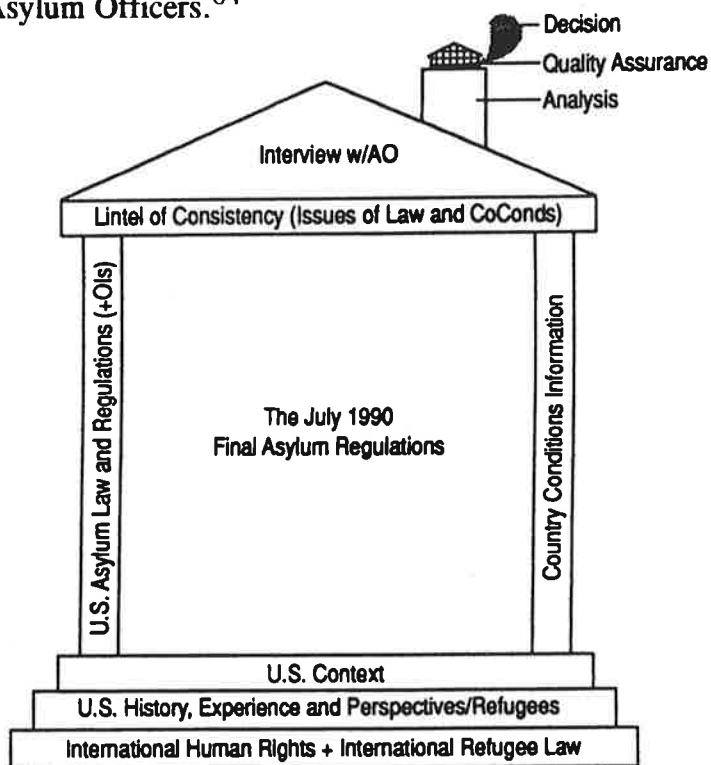 Asylum Officers.⁶⁴
Decision
Quality Assurance
Analysis
Interview w/AO
Lintel of Consistency (Issues of Law and CoConds)
U.S. Asylum Law and Regulations (+OIs)
The July 1990
Final Asylum Regulations
Country Conditions Information
U.S. Context
U.S. History, Experience and Perspectives/Refugees
International Human Rights + International Refugee Law